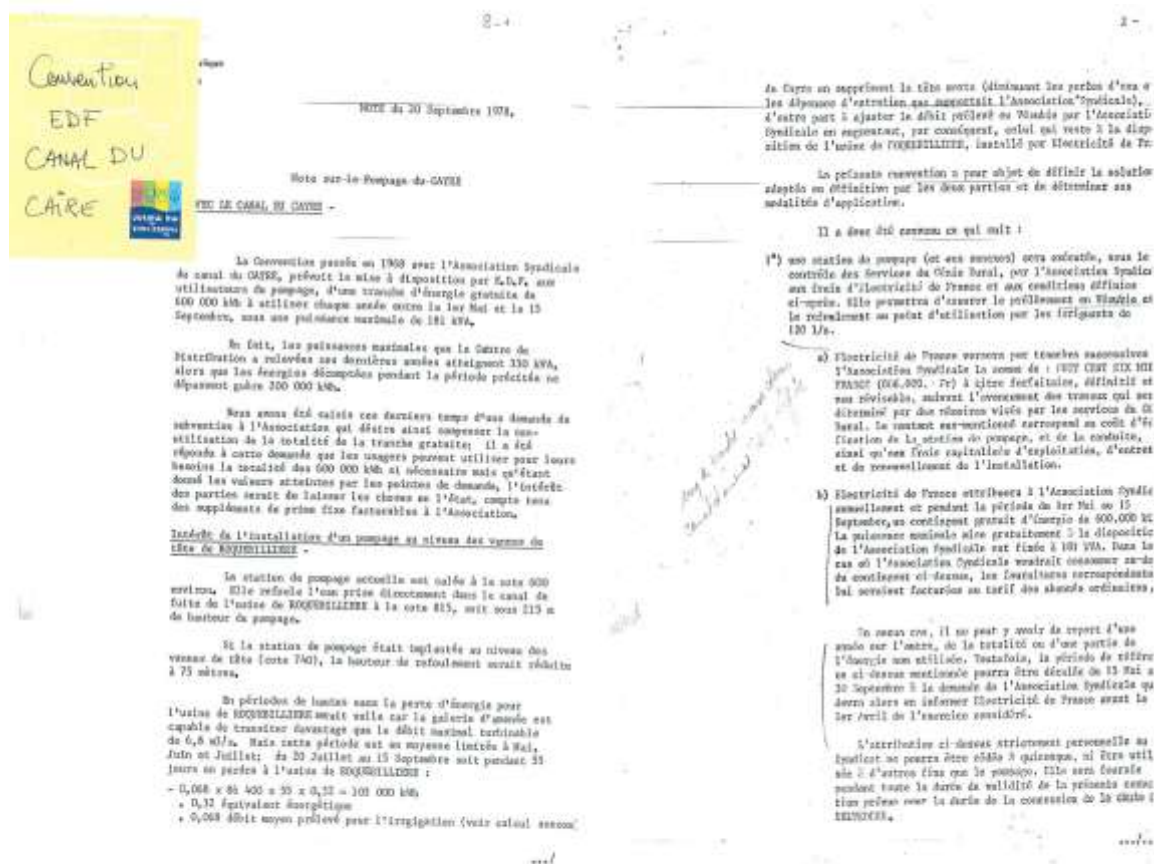 Convention
EDF
CANAL DU
CAÏRE
2-1
NOTE du 20 Septembre 1978,
Note sur le Pompage du CAYRE
AVEC LE CANAL DU CAYRE -
La Convention passée en 1968 avec l'Association Syndicale
du canal du CAYRE, prévoit la mise à disposition par E.D.F. aux
utilisateurs du pompage, d'une tranche d'énergie gratuite de
600 000 kWh à utiliser chaque année entre le 1er Mai et le 15
Septembre, sous une puissance maximale de 181 kVA.
En fait, les puissances maximales que le Centre de
Distribution a relevées ces dernières années atteignent 330 kVA,
alors que les énergies décomptées pendant la période précitée ne
dépassent guère 200 000 kWh.
Nous avons été saisis ces derniers temps d'une demande de
subvention à l'Association qui désire ainsi compenser la non-
utilisation de la totalité de la tranche gratuite; il a été
répondu à cette demande que les usagers peuvent utiliser pour leurs
besoins la totalité des 600 000 kWh si nécessaire mais qu'étant
donné les valeurs atteintes par les pointes de demande, l'intérêt
des parties serait de laisser les choses en l'état, compte tenu
des suppléments de prime fixe facturables à l'Association.
Intérêt de l'installation d'un pompage au niveau des vannes de
tête de ROQUEBILLIERE -
La station de pompage actuelle est calée à la cote 600
environ. Elle refoule l'eau prise directement dans le canal de
fuite de l'usine de ROQUEBILLIERE à la cote 815, soit sous 215 m
de hauteur de pompage.
Si la station de pompage était implantée au niveau des
vannes de tête (cote 740), la hauteur de refoulement serait réduite
à 75 mètres.
En périodes de hautes eaux la perte d'énergie pour
l'usine de ROQUEBILLIERE serait nulle car la galerie d'amenée est
capable de transiter davantage que le débit maximal turbinable
de 6,8 m3/s. Mais cette période est en moyenne limitée à Mai,
Juin et Juillet; du 20 Juillet au 15 Septembre soit pendant 55
jours on perdra à l'usine de ROQUEBILLIERE :
- 0,068 x 86 400 x 55 x 0,32 = 103 000 kWh
. 0,32 équivalent énergétique
. 0,068 débit moyen prélevé pour l'irrigation (voir calcul
.../
2 -
du Cayre en supprimant la tête morte (diminuant les pertes d'eau
les dépenses d'entretien que supportait l'Association Syndicale),
d'autre part à ajuster le débit prélevé en Vésubie par l'Associati
Syndicale en augmentant, par conséquent, celui qui reste à la disp
sition de l'usine de ROQUEBILLIERE, installé par Electricité de Fr
La présente convention a pour objet de définir la solution
adoptée en définitive par les deux parties et de déterminer ses
modalités d'application.
Il a donc été convenu ce qui suit :
1°) une station de pompage (et ses annexes) sera exécutée, sous le
contrôle des Services du Génie Rural, par l'Association Syndica
aux frais d'Electricité de France et aux conditions définies
ci-après. Elle permettra d'assurer le prélèvement en Vésubie et
le refoulement au point d'utilisation par les irriguants de
120 l/s.
a) Electricité de France versera par tranches successives
l'Association Syndicale la somme de : HUIT CENT SIX MIL
FRANCS (806.000. Fr) à titre forfaitaire, définitif et
non révisable, suivant l'avancement des travaux qui ser
déterminé par des mémoires visés par les services du Gé
Rural. Le montant sus-mentionné correspond au coût
de la station de pompage, et de la conduite,
ainsi qu'aux frais capitalisés d'exploitation, d'entret
et de renouvellement de l'installation.
b) Electricité de France attribuera à l'Association Syndic
annuellement et pendant la période du 1er Mai au 15
Septembre, un contingent gratuit d'énergie de 600.000 k
La puissance maximale mise gratuitement à la dispositio
de l'Association Syndicale est fixée à 181 kVA. Dans le
cas où l'Association Syndicale voudrait consommer au-de
du contingent ci-dessus, les fournitures correspondante
lui seraient facturées au tarif des abonnés ordinaires.
En aucun cas, il ne peut y avoir de report d'une
année sur l'autre, de la totalité ou d'une partie de
l'énergie non utilisée. Toutefois, la période de référe
ce ci-dessus mentionnée pourra être décalée du 15 Mai a
30 Septembre à la demande de l'Association Syndicale qu
devra alors en informer Electricité de France avant le
1er Avril de l'exercice considéré.
L'attribution ci-dessus strictement personnelle au
Syndicat ne pourra être cédée à quiconque, ni être util
sée à d'autres fins que le pompage. Elle sera fournie
pendant toute la durée de validité de la présente conve
tion prévue pour la durée de la concession de la chute